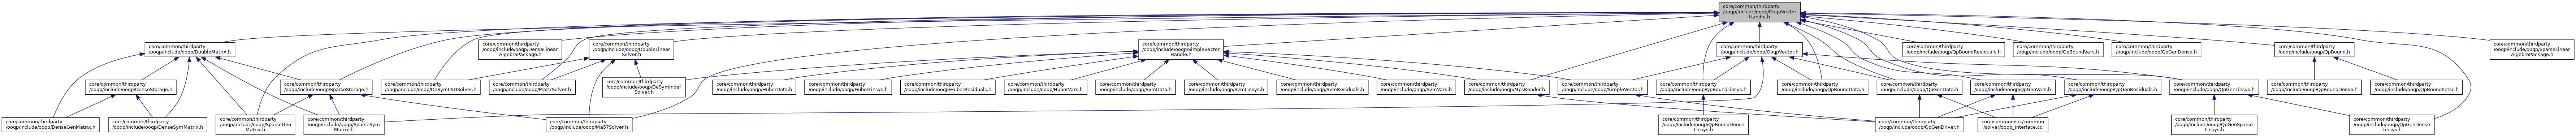 core/common/thirdparty
/ooqp/include/ooqp/OoqpVector
Handle.h
core/common/thirdparty
/ooqp/include/ooqp/DoubleMatrix.h
core/common/thirdparty
/ooqp/include/ooqp/DenseLinear
AlgebraPackage.h
core/common/thirdparty
/ooqp/include/ooqp/DoubleLinear
Solver.h
core/common/thirdparty
/ooqp/include/ooqp/SimpleVector
Handle.h
core/common/thirdparty
/ooqp/include/ooqp/OoqpVector.h
core/common/thirdparty
/ooqp/include/ooqp/QpBoundResiduals.h
core/common/thirdparty
/ooqp/include/ooqp/QpBoundVars.h
core/common/thirdparty
/ooqp/include/ooqp/QpGenDense.h
core/common/thirdparty
/ooqp/include/ooqp/QpBound.h
core/common/thirdparty
/ooqp/include/ooqp/SparseLinear
AlgebraPackage.h
core/common/thirdparty
/ooqp/include/ooqp/DenseStorage.h
core/common/thirdparty
/ooqp/include/ooqp/SparseStorage.h
core/common/thirdparty
/ooqp/include/ooqp/DeSymPSDSolver.h
core/common/thirdparty
/ooqp/include/ooqp/Ma27Solver.h
core/common/thirdparty
/ooqp/include/ooqp/DeSymIndef
Solver.h
core/common/thirdparty
/ooqp/include/ooqp/HuberData.h
core/common/thirdparty
/ooqp/include/ooqp/HuberLinsys.h
core/common/thirdparty
/ooqp/include/ooqp/HuberResiduals.h
core/common/thirdparty
/ooqp/include/ooqp/HuberVars.h
core/common/thirdparty
/ooqp/include/ooqp/SvmData.h
core/common/thirdparty
/ooqp/include/ooqp/SvmLinsys.h
core/common/thirdparty
/ooqp/include/ooqp/SvmResiduals.h
core/common/thirdparty
/ooqp/include/ooqp/SvmVars.h
core/common/thirdparty
/ooqp/include/ooqp/MpsReader.h
core/common/thirdparty
/ooqp/include/ooqp/SimpleVector.h
core/common/thirdparty
/ooqp/include/ooqp/QpBoundLinsys.h
core/common/thirdparty
/ooqp/include/ooqp/QpBoundData.h
core/common/thirdparty
/ooqp/include/ooqp/QpGenData.h
core/common/thirdparty
/ooqp/include/ooqp/QpGenVars.h
core/common/thirdparty
/ooqp/include/ooqp/QpGenResiduals.h
core/common/thirdparty
/ooqp/include/ooqp/QpGenLinsys.h
core/common/thirdparty
/ooqp/include/ooqp/QpBoundDense.h
core/common/thirdparty
/ooqp/include/ooqp/QpBoundPetsc.h
core/common/thirdparty
/ooqp/include/ooqp/DenseGenMatrix.h
core/common/thirdparty
/ooqp/include/ooqp/DenseSymMatrix.h
core/common/thirdparty
/ooqp/include/ooqp/SparseGen
Matrix.h
core/common/thirdparty
/ooqp/include/ooqp/SparseSym
Matrix.h
core/common/thirdparty
/ooqp/include/ooqp/Ma57Solver.h
core/common/thirdparty
/ooqp/include/ooqp/QpBoundDense
Linsys.h
core/common/thirdparty
/ooqp/include/ooqp/QpGenDriver.h
core/common/src/common
/solver/ooqp_interface.cc
core/common/thirdparty
/ooqp/include/ooqp/QpGenSparse
Linsys.h
core/common/thirdparty
/ooqp/include/ooqp/QpGenDense
Linsys.h